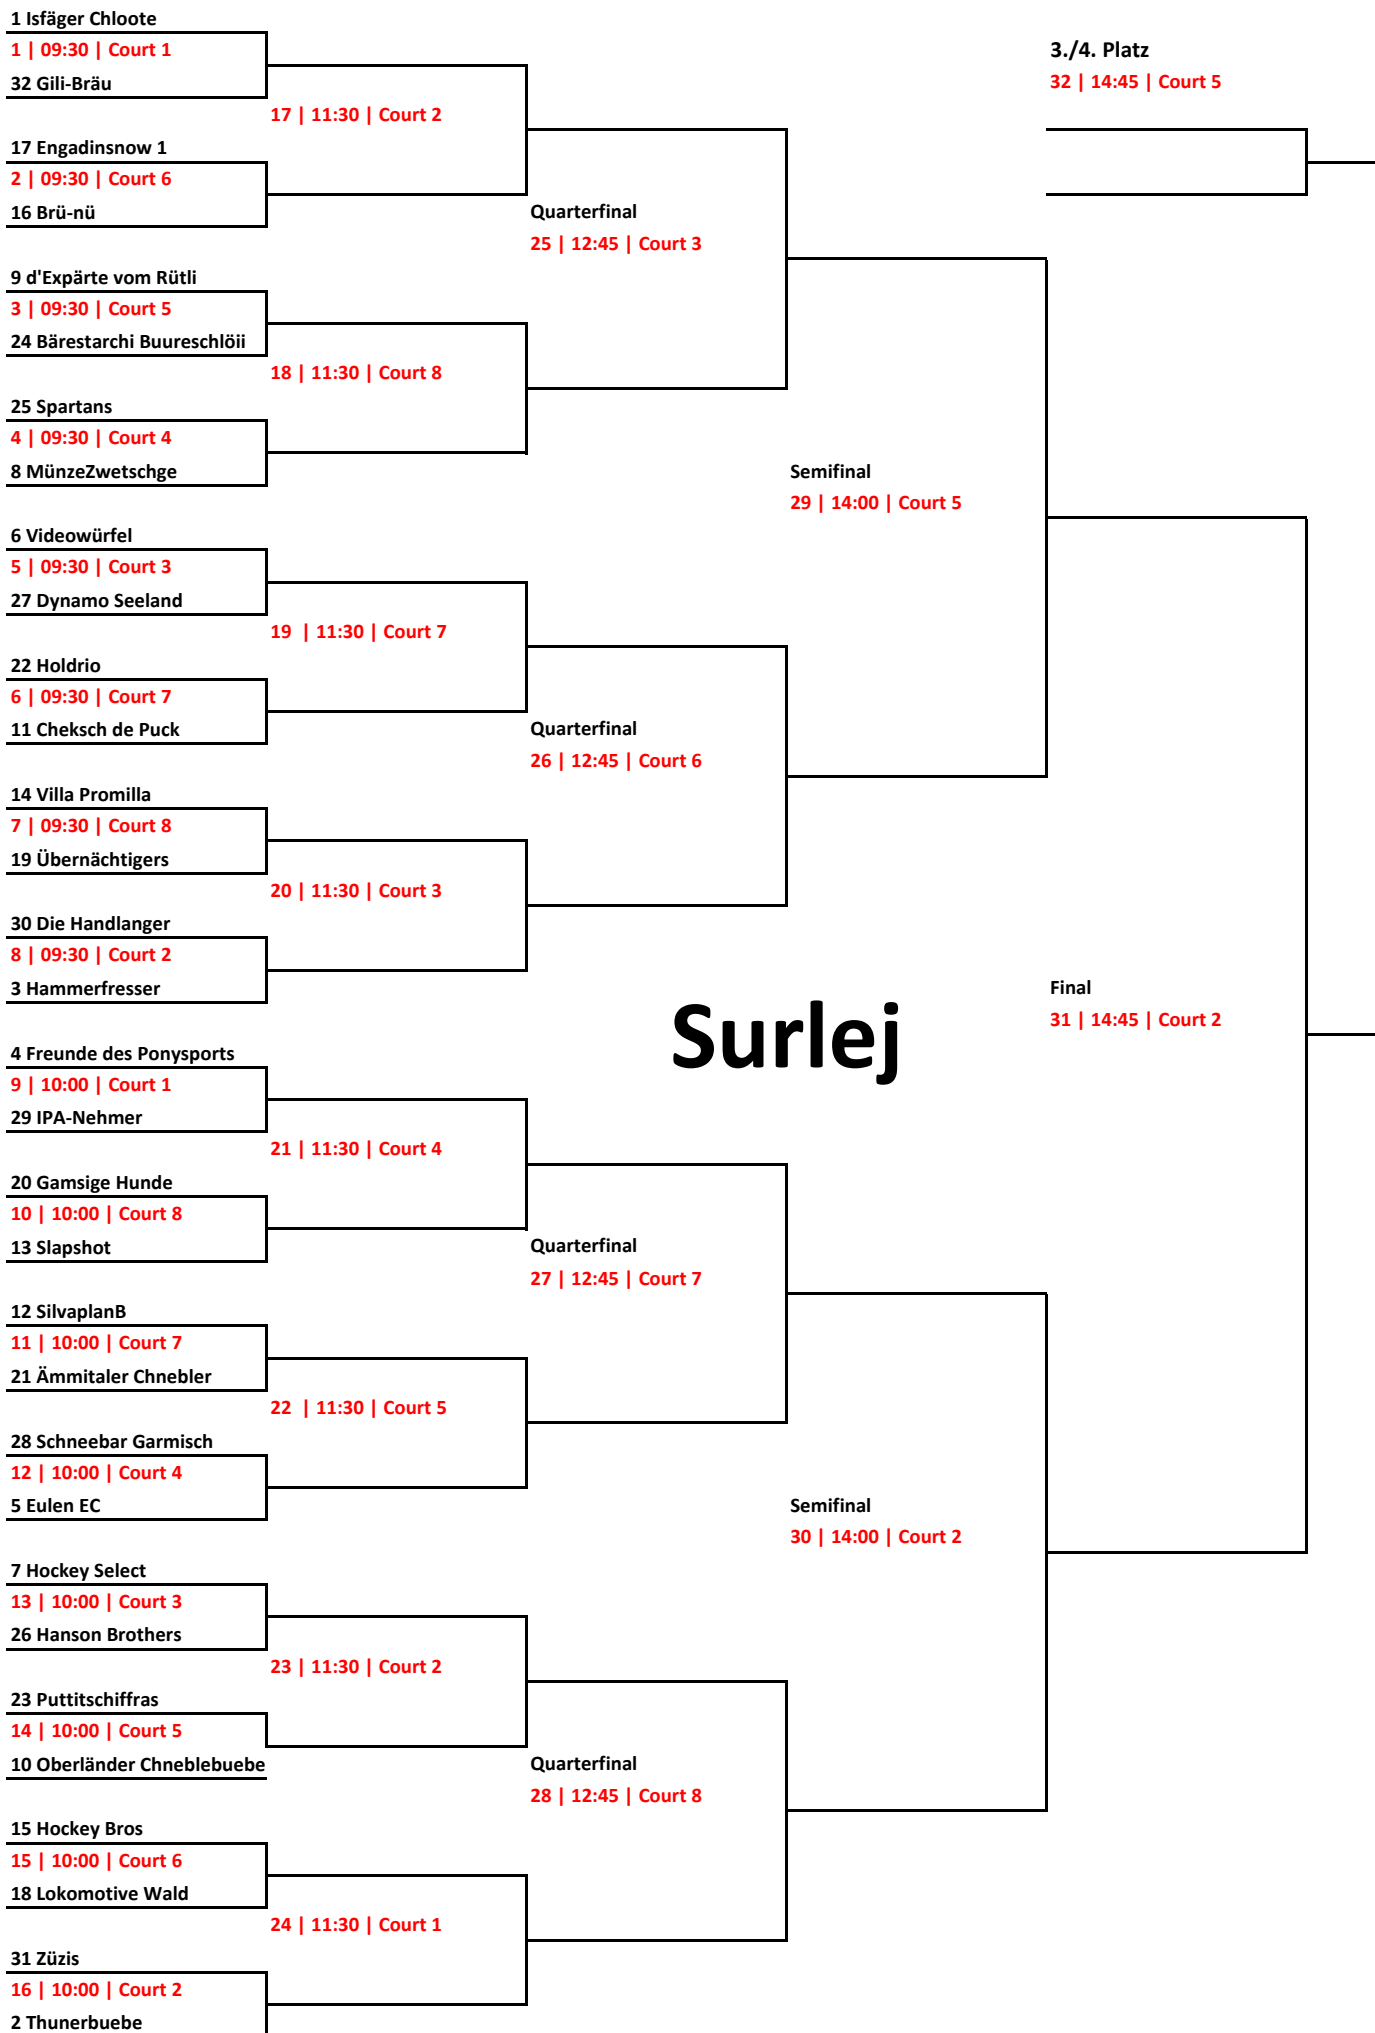 1 Isfäger Chloote
1 | 09:30 | Court 1
32 Gili-Bräu
17 | 11:30 | Court 2
17 Engadinsnow 1
2 | 09:30 | Court 6
16 Brü-nü
Quarterfinal
25 | 12:45 | Court 3
9 d'Expärte vom Rütli
3 | 09:30 | Court 5
24 Bärestarchi Buureschlöii
18 | 11:30 | Court 8
25 Spartans
4 | 09:30 | Court 4
8 MünzeZwetschge
Semifinal
29 | 14:00 | Court 5
6 Videowürfel
5 | 09:30 | Court 3
27 Dynamo Seeland
19 | 11:30 | Court 7
22 Holdrio
6 | 09:30 | Court 7
11 Cheksch de Puck
Quarterfinal
26 | 12:45 | Court 6
14 Villa Promilla
7 | 09:30 | Court 8
19 Übernächtigers
20 | 11:30 | Court 3
30 Die Handlanger
8 | 09:30 | Court 2
3 Hammerfresser
Surlej
3./4. Platz
32 | 14:45 | Court 5
Final
31 | 14:45 | Court 2
4 Freunde des Ponysports
9 | 10:00 | Court 1
29 IPA-Nehmer
21 | 11:30 | Court 4
20 Gamsige Hunde
10 | 10:00 | Court 8
13 Slapshot
Quarterfinal
27 | 12:45 | Court 7
12 SilvaplanB
11 | 10:00 | Court 7
21 Ämmitaler Chnebler
22 | 11:30 | Court 5
28 Schneebar Garmisch
12 | 10:00 | Court 4
5 Eulen EC
Semifinal
30 | 14:00 | Court 2
7 Hockey Select
13 | 10:00 | Court 3
26 Hanson Brothers
23 | 11:30 | Court 2
23 Puttitschiffras
14 | 10:00 | Court 5
10 Oberländer Chneblebuebe
Quarterfinal
28 | 12:45 | Court 8
15 Hockey Bros
15 | 10:00 | Court 6
18 Lokomotive Wald
24 | 11:30 | Court 1
31 Züzis
16 | 10:00 | Court 2
2 Thunerbuebe